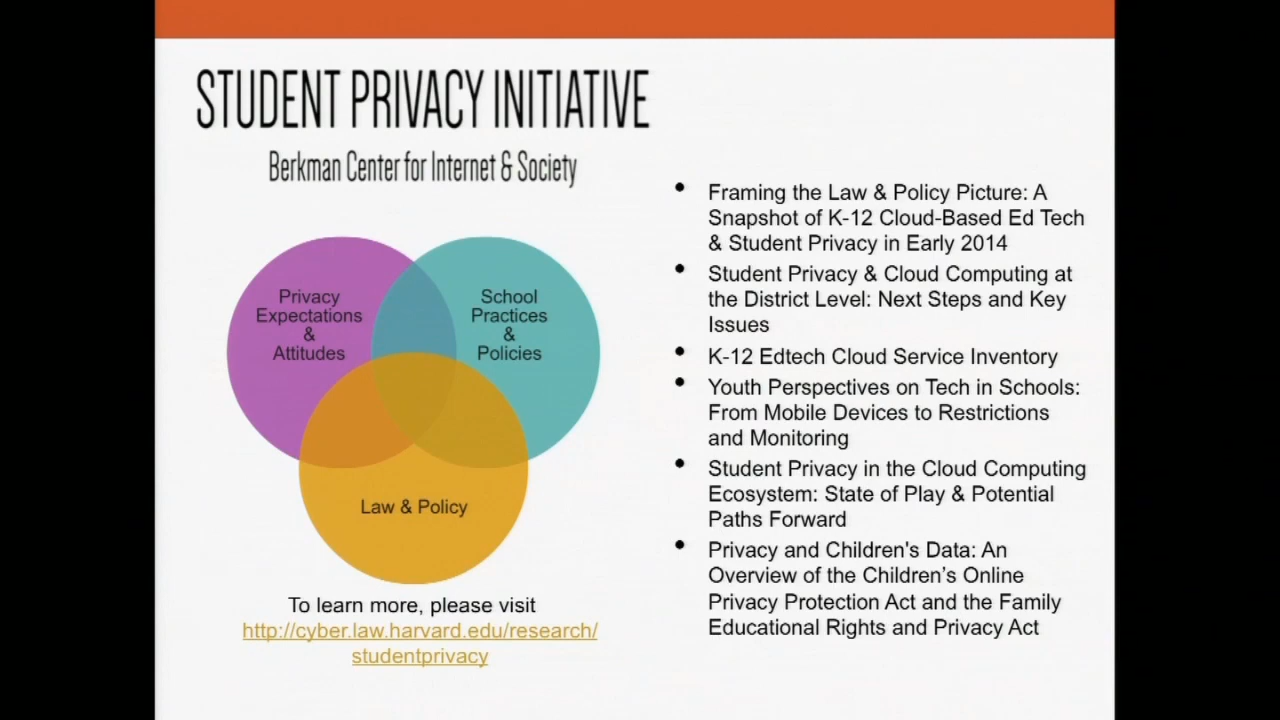 STUDENT PRIVACY INITIATIVE
Berkman Center for Internet & Society
Privacy
Expectations
&
Attitudes
School
Practices
&
Policies
Law & Policy
To learn more, please visit
http://cyber.law.harvard.edu/research/
studentprivacy
• Framing the Law & Policy Picture: A
Snapshot of K-12 Cloud-Based Ed Tech
& Student Privacy in Early 2014
• Student Privacy & Cloud Computing at
the District Level: Next Steps and Key
Issues
• K-12 Edtech Cloud Service Inventory
• Youth Perspectives on Tech in Schools:
From Mobile Devices to Restrictions
and Monitoring
• Student Privacy in the Cloud Computing
Ecosystem: State of Play & Potential
Paths Forward
• Privacy and Children's Data: An
Overview of the Children’s Online
Privacy Protection Act and the Family
Educational Rights and Privacy Act